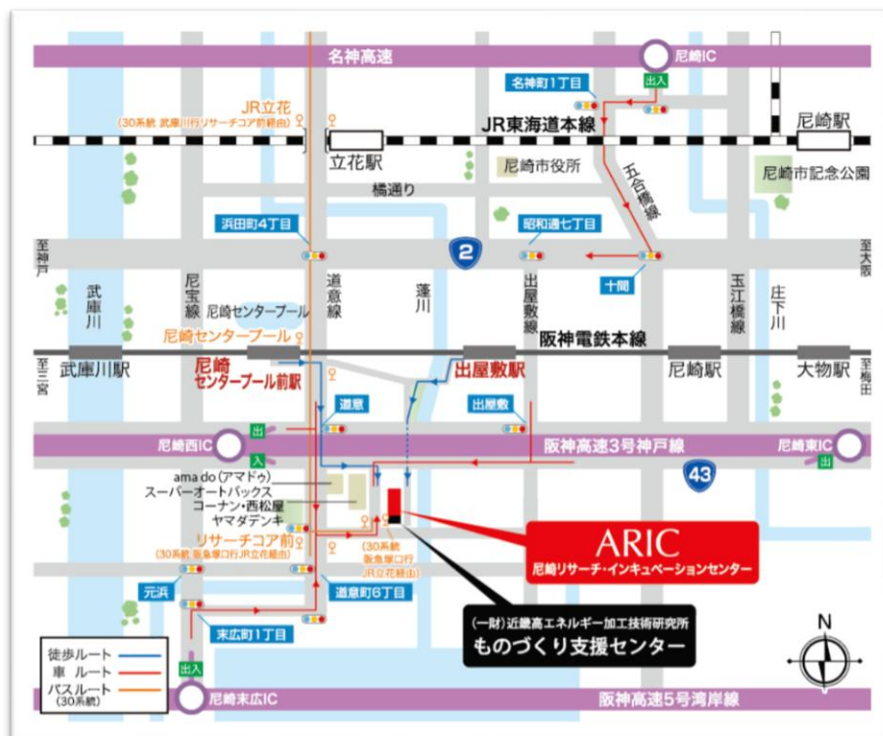 名神高速
尼崎IC
出入
名神町1丁目
JR立花
(30系統 武庫川行リサーチコア前経由)
JR東海道本線
尼崎駅
立花駅
尼崎市役所
尼崎市記念公園
橘通り
五合橋線
浜田町4丁目
昭和通七丁目
至神戸
2
至大阪
十間
武庫川
尼宝線
道意線
蓬川
出屋敷線
玉江橋線
庄下川
尼崎センタープール
尼崎センタープール
阪神電鉄本線
至三宮
武庫川駅
尼崎
センタープール前駅
出屋敷駅
尼崎駅
大物駅
至梅田
道意
出屋敷
出
尼崎西IC
阪神高速3号神戸線
尼崎東IC
入
出
43
ama do(アマドゥ)
スーパーオートバックス
コーナン・西松屋
ヤマダデンキ
リサーチコア前
(30系統 阪急塚口行JR立花経由)
(30系統
阪急塚口行
JR立花経由)
ARIC
尼崎リサーチ・インキュベーションセンター
元浜
道意町6丁目
末広町1丁目
(一財)近畿高エネルギー加工技術研究所
ものづくり支援センター
N
徒歩ルート
車 ルート
バスルート
(30系統)
出入
尼崎末広IC
阪神高速5号湾岸線